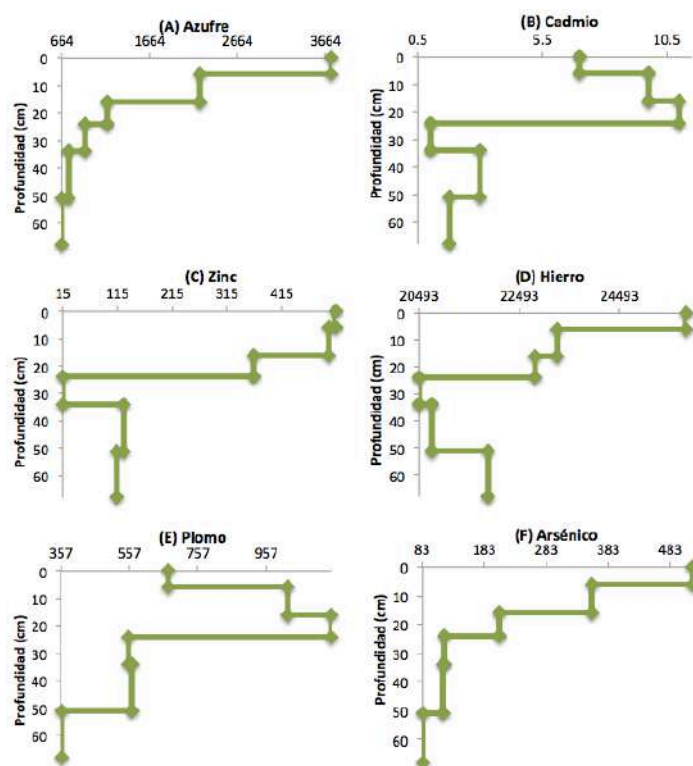 (A) Azufre
664 1664 2664 3664
0
10
20
30
40
50
60
Profundidad (cm)
(B) Cadmio
0.5 5.5 10.5
0
10
20
30
40
50
60
Profundidad (cm)
(C) Zinc
15 115 215 315 415
0
10
20
30
40
50
60
Profundidad (cm)
(D) Hierro
20493 22493 24493
0
10
20
30
40
50
60
Profundidad (cm)
(E) Plomo
357 557 757 957
0
10
20
30
40
50
60
Profundidad (cm)
(F) Arsénico
83 183 283 383 483
0
10
20
30
40
50
60
Profundidad (cm)